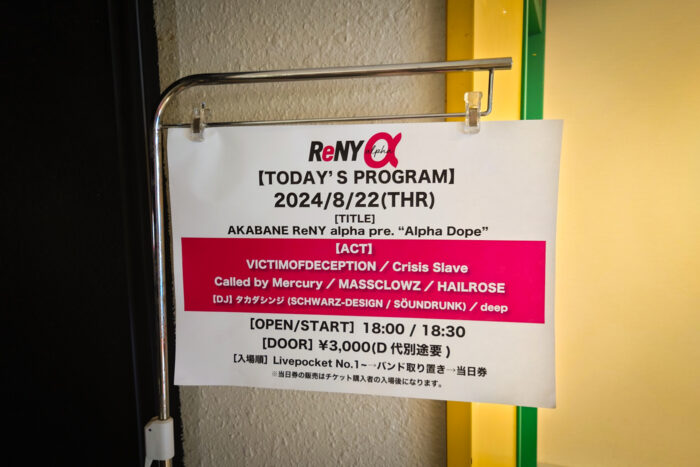 ReNY alpha α
【TODAY'S PROGRAM】
2024/8/22(THR)
[TITLE]
AKABANE ReNY alpha pre. “Alpha Dope”
【ACT】
VICTIMOFDECEPTION / Crisis Slave
Called by Mercury / MASSCLOWZ / HAILROSE
【DJ】タカダシンジ (SCHWARZ-DESIGN / SÖUNDRUNK) / deep
【OPEN/START】 18:00 / 18:30
【DOOR】 ¥3,000(D 代別途要 )
【入場順】Livepocket No.1~→バンド取り置き→当日券
※当日券の販売はチケット購入者の入場後になります。